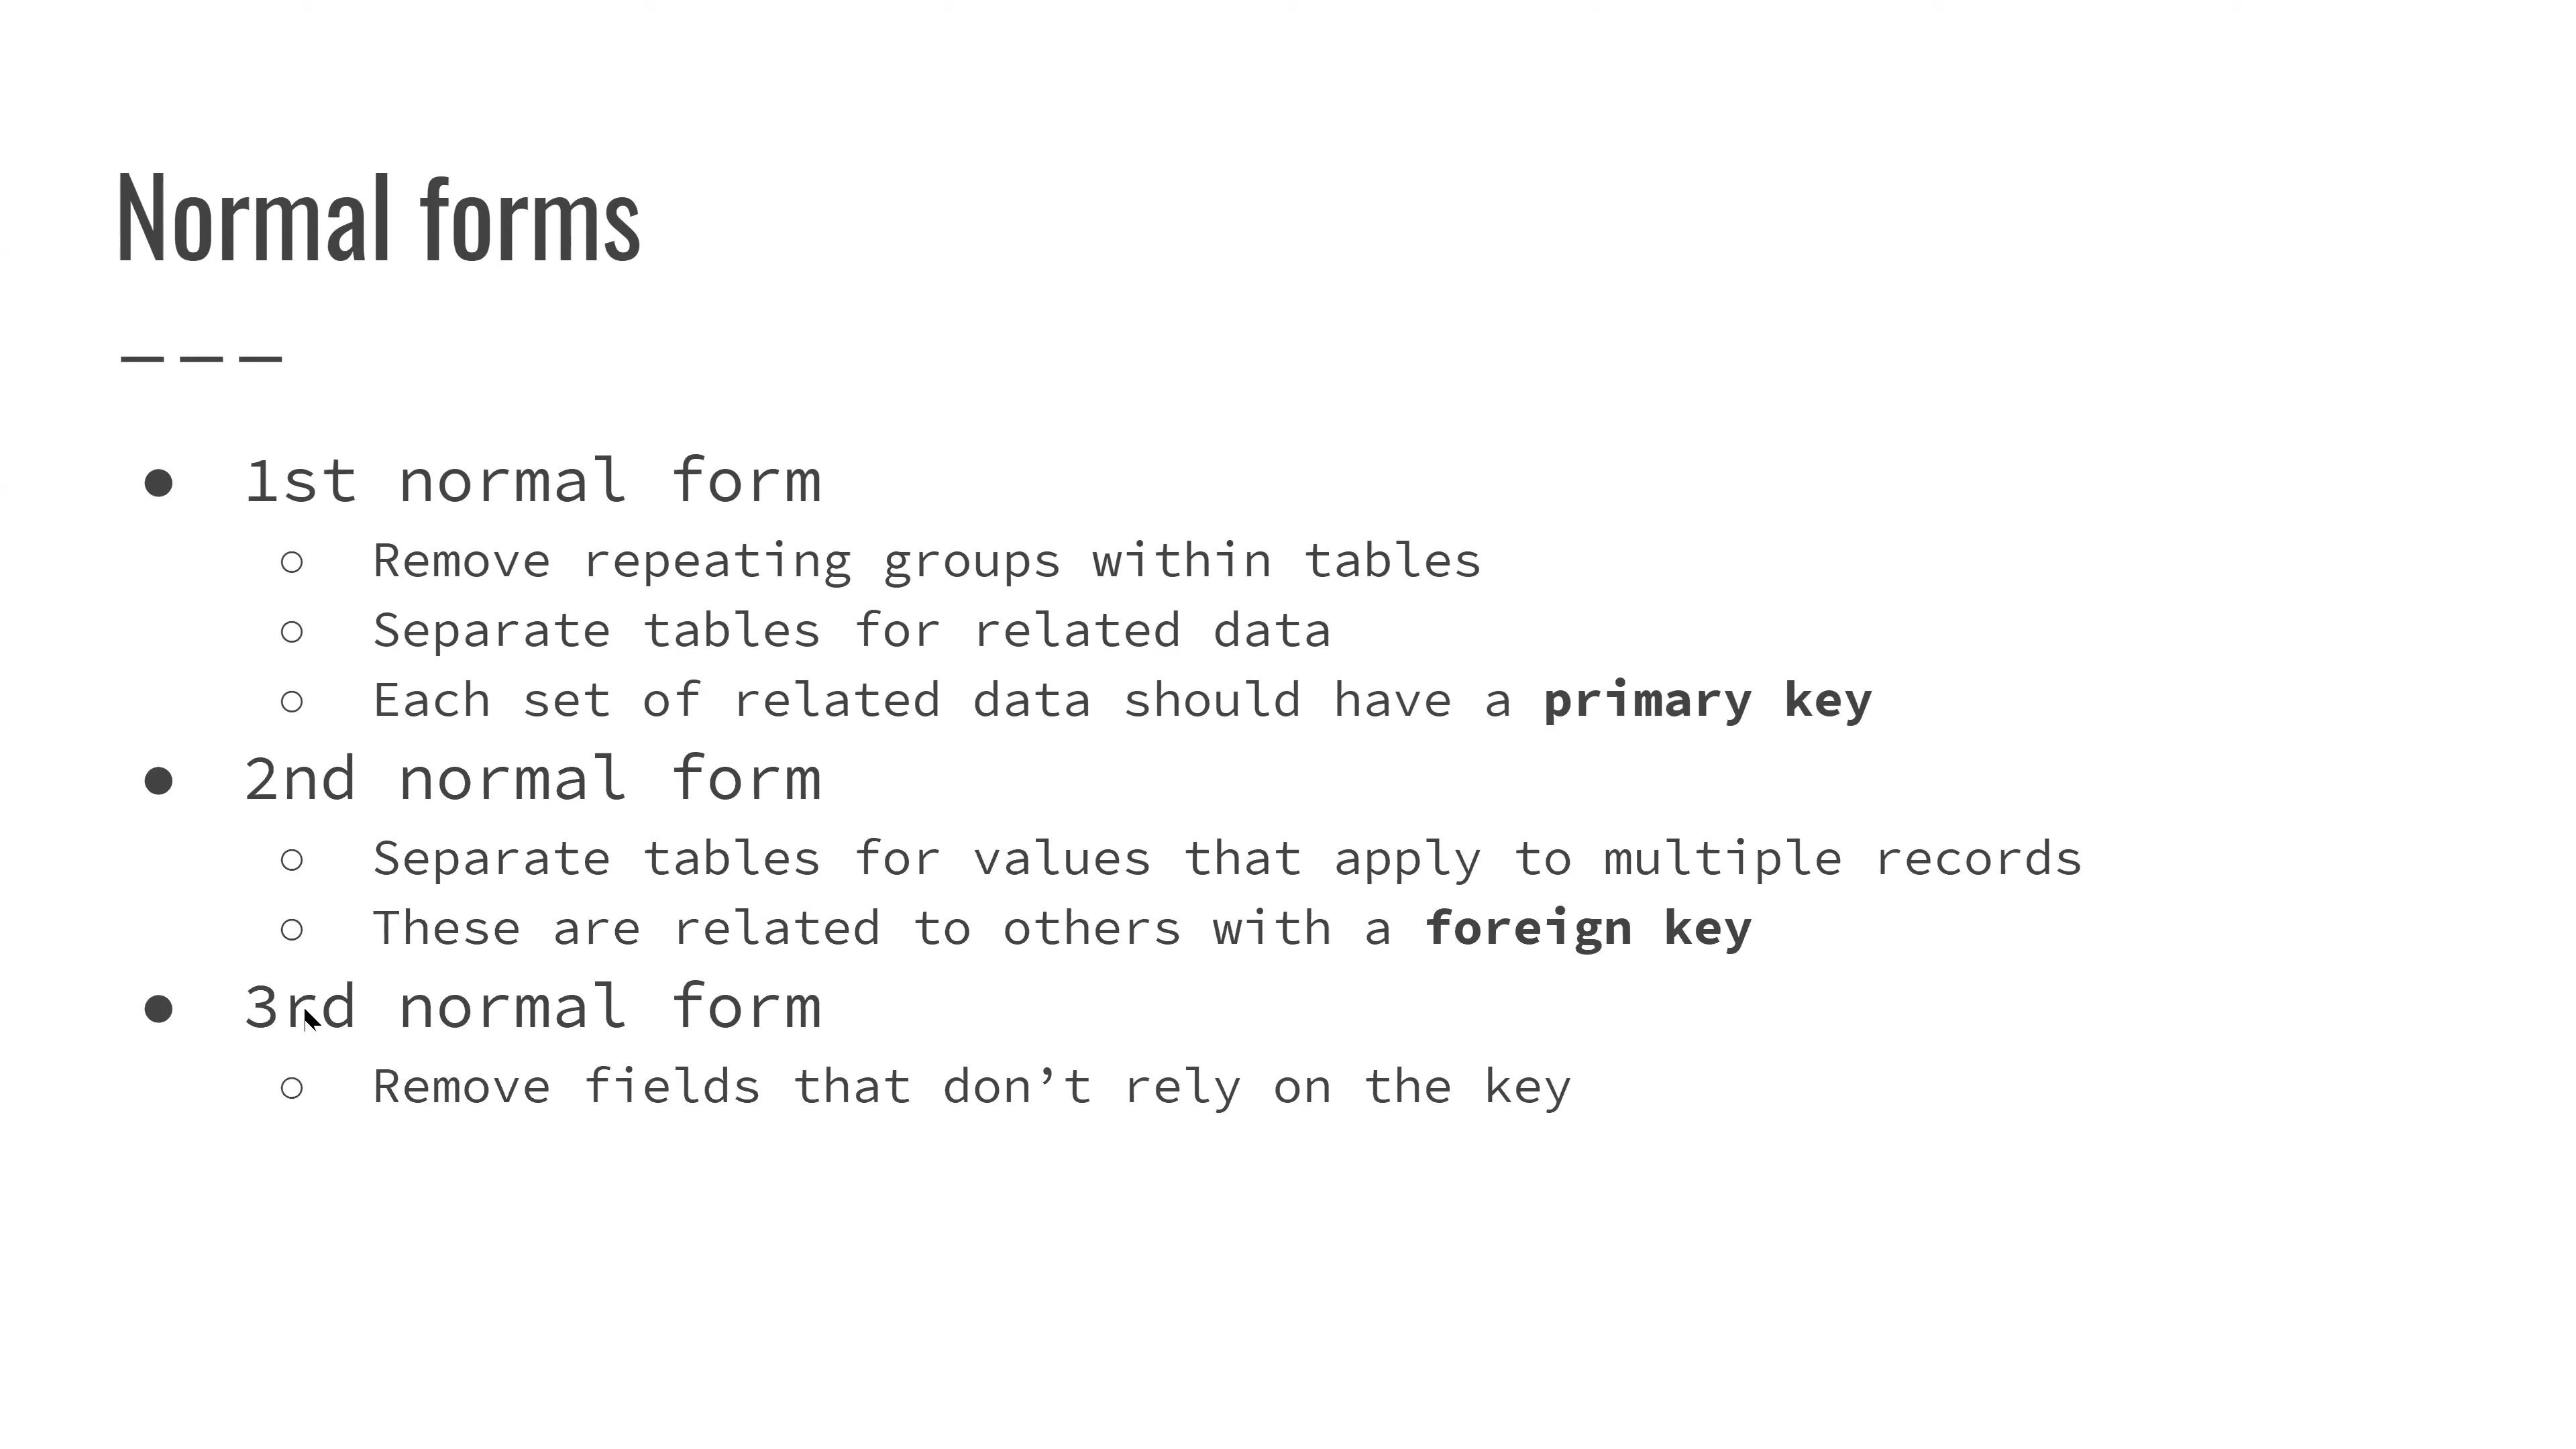 Normal forms
● 1st normal form
○ Remove repeating groups within tables
○ Separate tables for related data
○ Each set of related data should have a primary key
● 2nd normal form
○ Separate tables for values that apply to multiple records
○ These are related to others with a foreign key
● 3rd normal form
○ Remove fields that don’t rely on the key